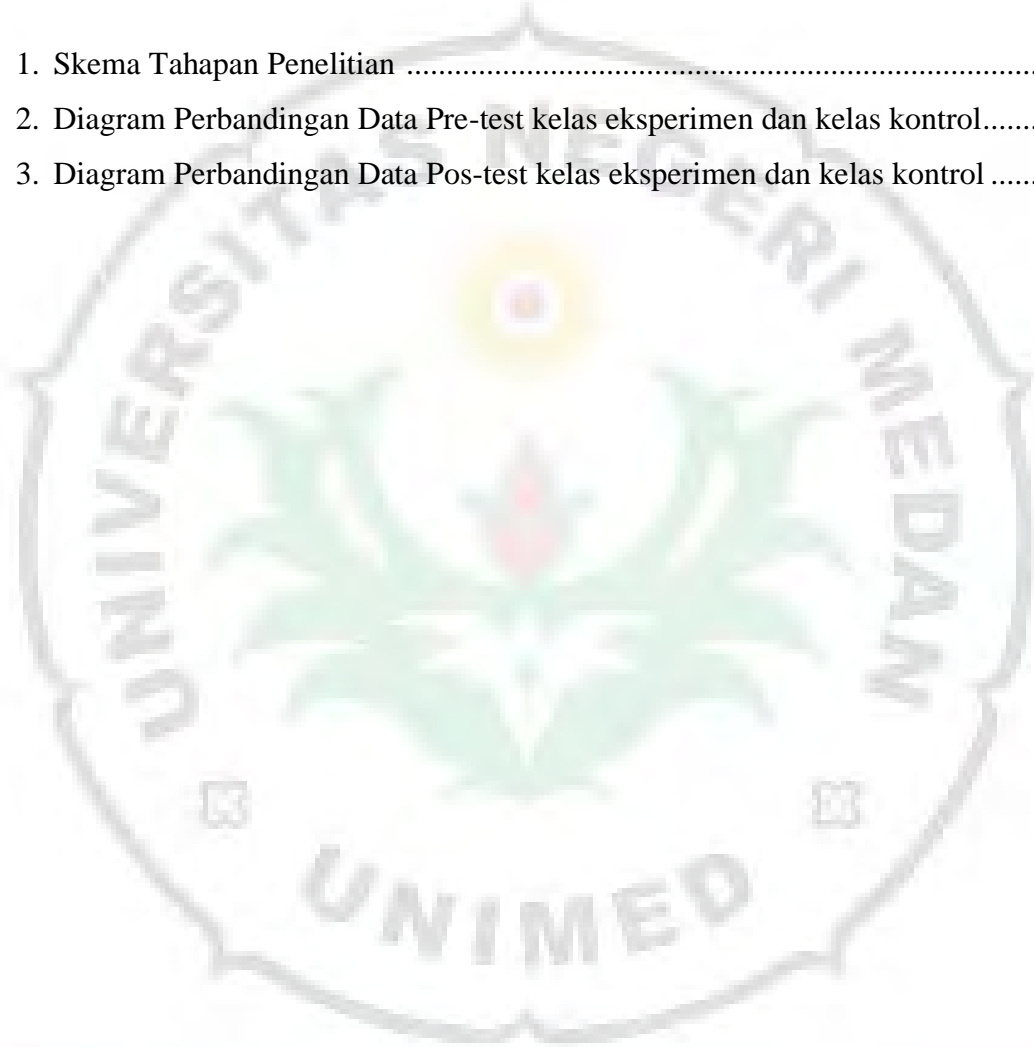 1. Skema Tahapan Penelitian ................................................................................................
2. Diagram Perbandingan Data Pre-test kelas eksperimen dan kelas kontrol.......
3. Diagram Perbandingan Data Pos-test kelas eksperimen dan kelas kontrol ......
UNIVERSITAS NEGERI MEDAN
UNIMED